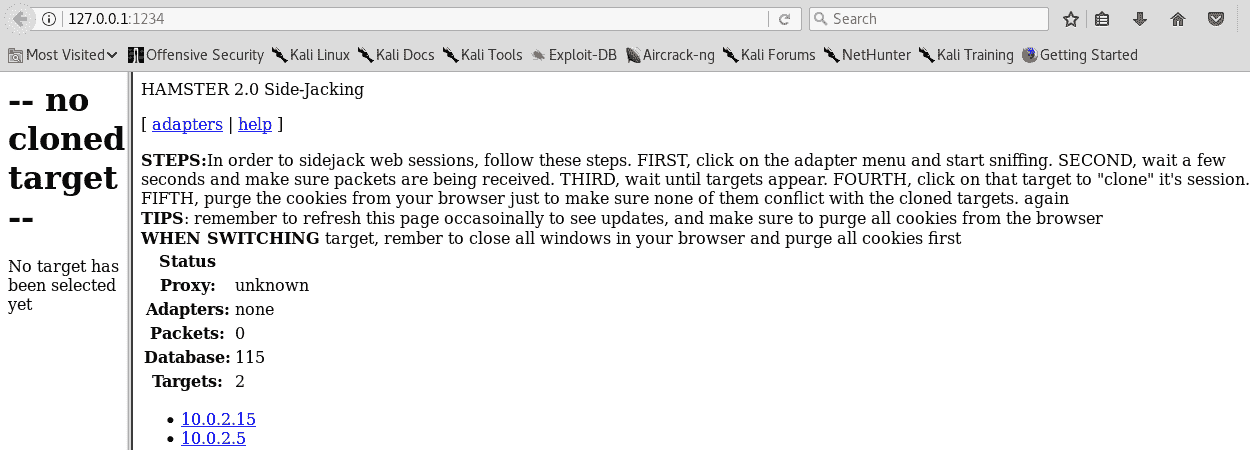 127.0.0.1:1234
Search
Most Visited Offensive Security Kali Linux Kali Docs Kali Tools Exploit-DB Aircrack-ng Kali Forums NetHunter Kali Training Getting Started
-- no
cloned
target
--
No target has
been selected
yet
HAMSTER 2.0 Side-Jacking
[ adapters | help ]
STEPS:In order to sidejack web sessions, follow these steps. FIRST, click on the adapter menu and start sniffing. SECOND, wait a few
seconds and make sure packets are being received. THIRD, wait until targets appear. FOURTH, click on that target to "clone" it's session.
FIFTH, purge the cookies from your browser just to make sure none of them conflict with the cloned targets. again
TIPS: remember to refresh this page occasoinally to see updates, and make sure to purge all cookies from the browser
WHEN SWITCHING target, rember to close all windows in your browser and purge all cookies first
Status
Proxy: unknown
Adapters: none
Packets: 0
Database: 115
Targets: 2
• 10.0.2.15
• 10.0.2.5